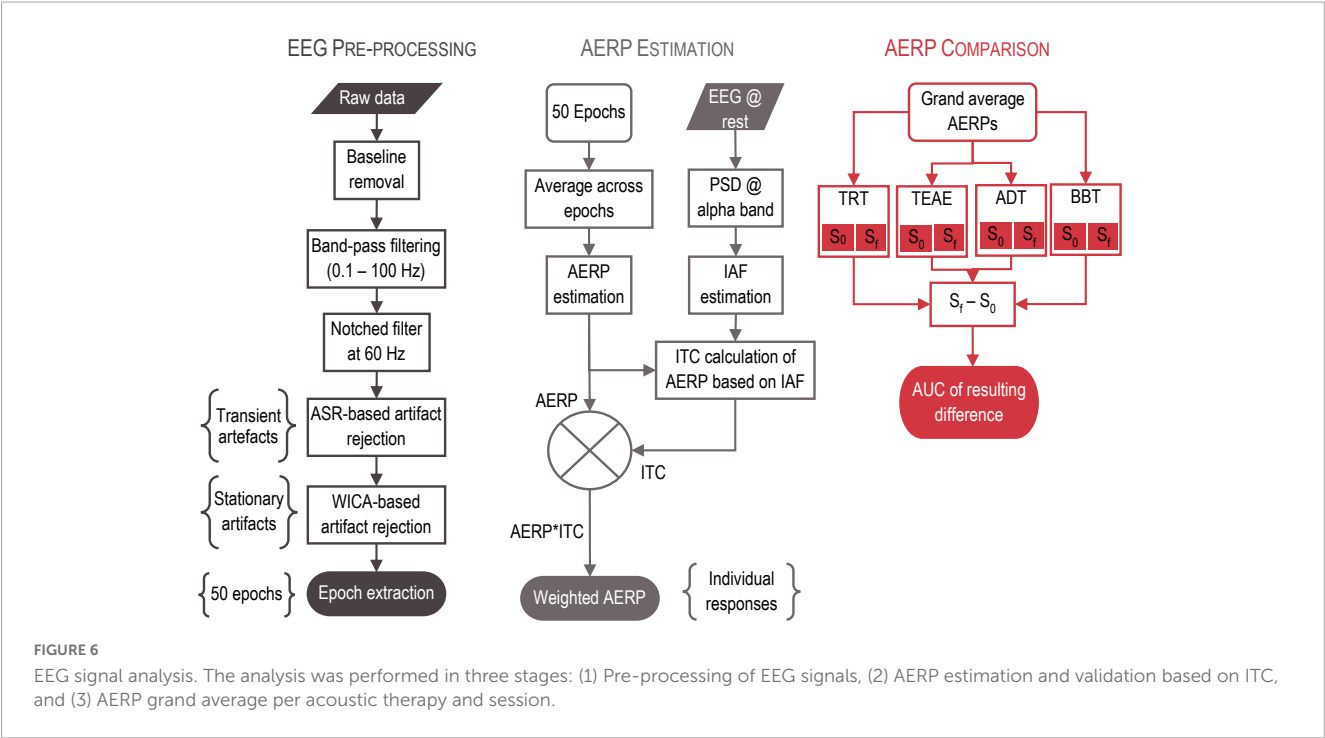 EEG PRE-PROCESSING
Raw data
Baseline
removal
Band-pass filtering
(0.1 – 100 Hz)
Notched filter
at 60 Hz
Transient
artefacts
ASR-based artifact
rejection
Stationary
artifacts
WICA-based
artifact rejection
50 epochs
Epoch extraction
AERP ESTIMATION
50 Epochs
EEG @
rest
Average across
epochs
PSD @
alpha band
AERP
estimation
IAF
estimation
ITC calculation of
AERP based on IAF
AERP
ITC
AERP*ITC
Weighted AERP
Individual
responses
AERP COMPARISON
Grand average
AERPs
TRT
S0 Sf
TEAE
S0 Sf
ADT
S0 Sf
BBT
S0 Sf
Sf – S0
AUC of resulting
difference
FIGURE 6
EEG signal analysis. The analysis was performed in three stages: (1) Pre-processing of EEG signals, (2) AERP estimation and validation based on ITC,
and (3) AERP grand average per acoustic therapy and session.